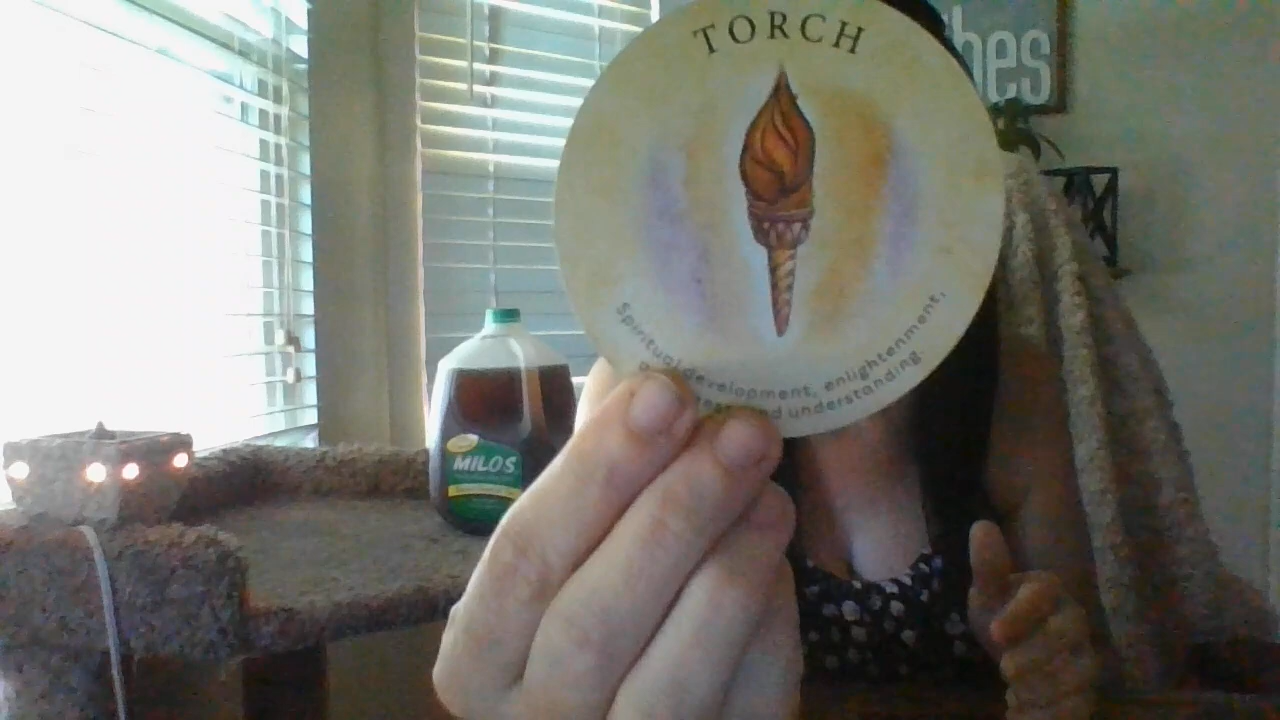 TORCH
hes
Spiritual development, enlightenment,
and understanding.
MILOS